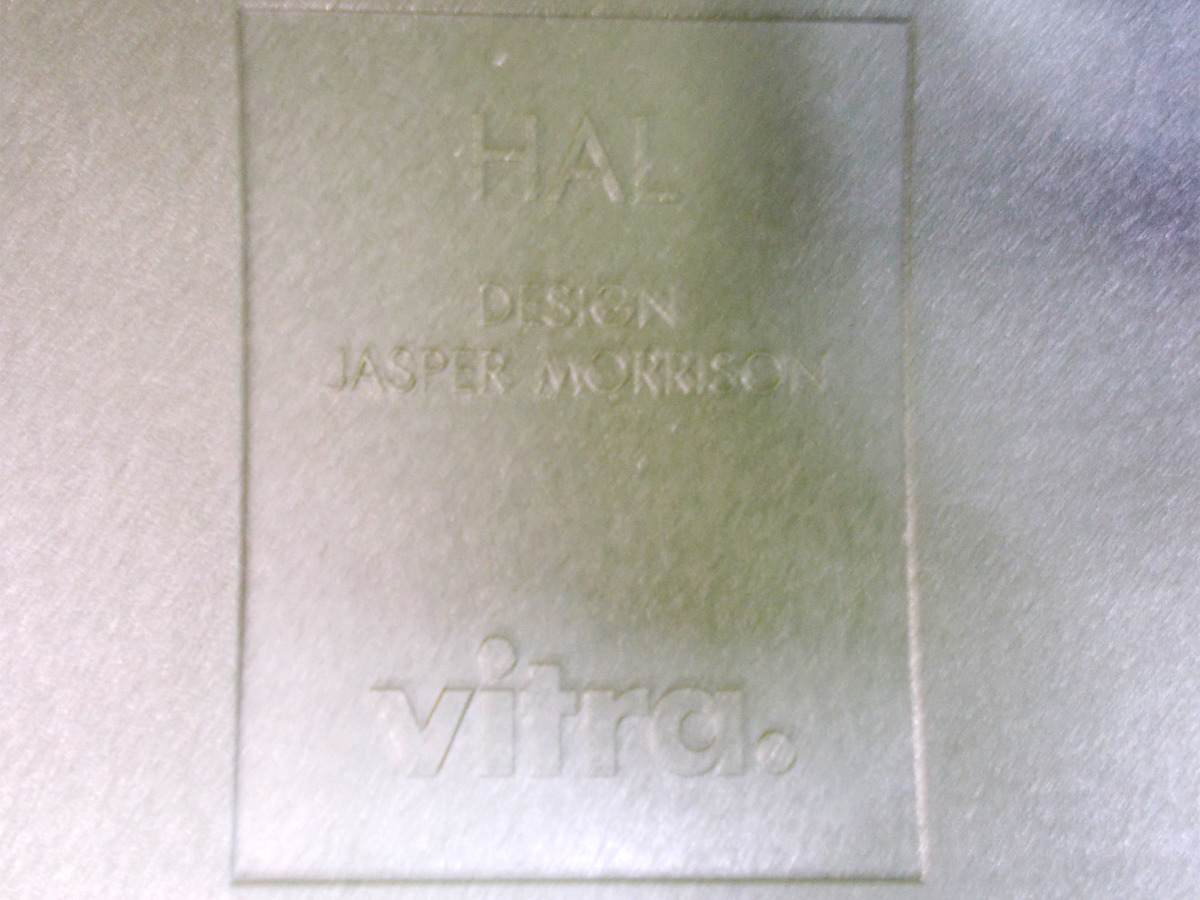 HAL
DESIGN
JASPER MORRISON
vitra.